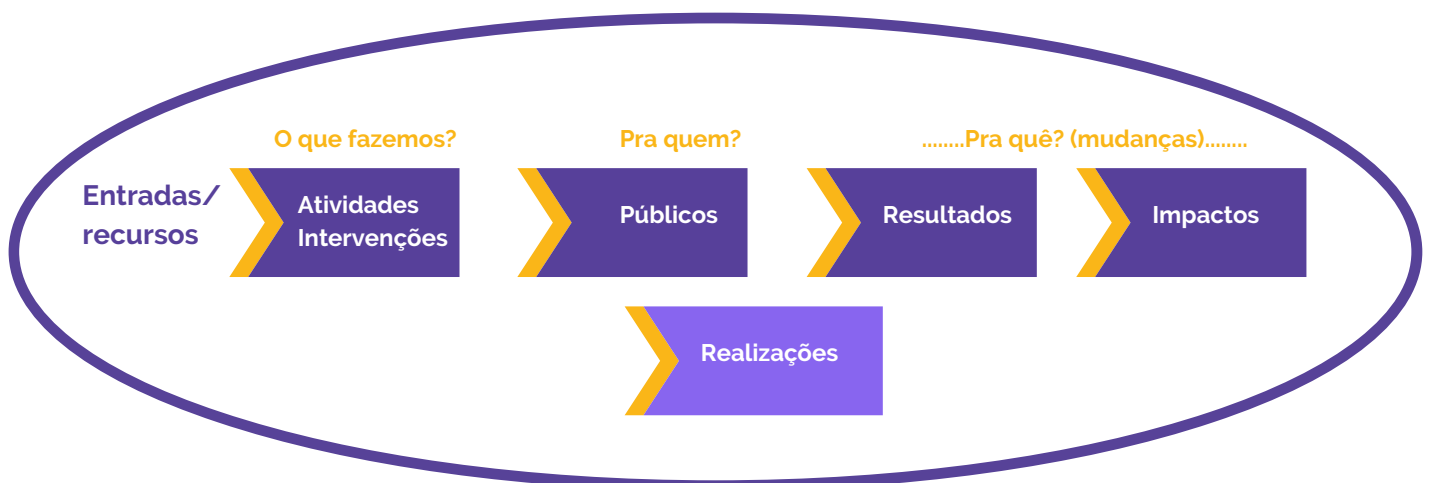 O que fazemos?
Pra quem?
........Pra quê? (mudanças)........
Entradas/
recursos
Atividades
Intervenções
Públicos
Resultados
Impactos
Realizações